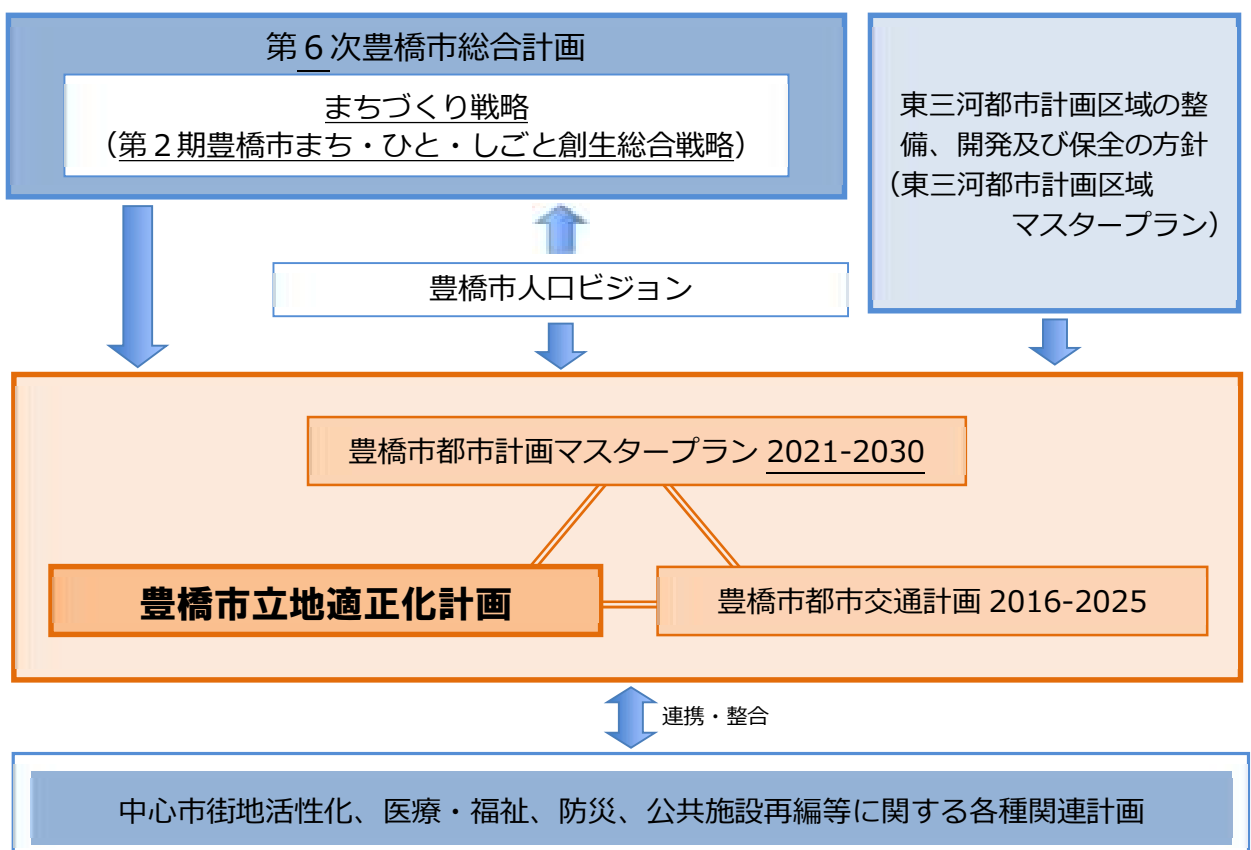 第6次豊橋市総合計画
まちづくり戦略
(第2期豊橋市まち・ひと・しごと創生総合戦略)
東三河都市計画区域の整
備、開発及び保全の方針
(東三河都市計画区域
マスタープラン)
豊橋市人口ビジョン
豊橋市都市計画マスタープラン 2021-2030
豊橋市立地適正化計画
豊橋市都市交通計画 2016-2025
連携・整合
中心市街地活性化、医療・福祉、防災、公共施設再編等に関する各種関連計画